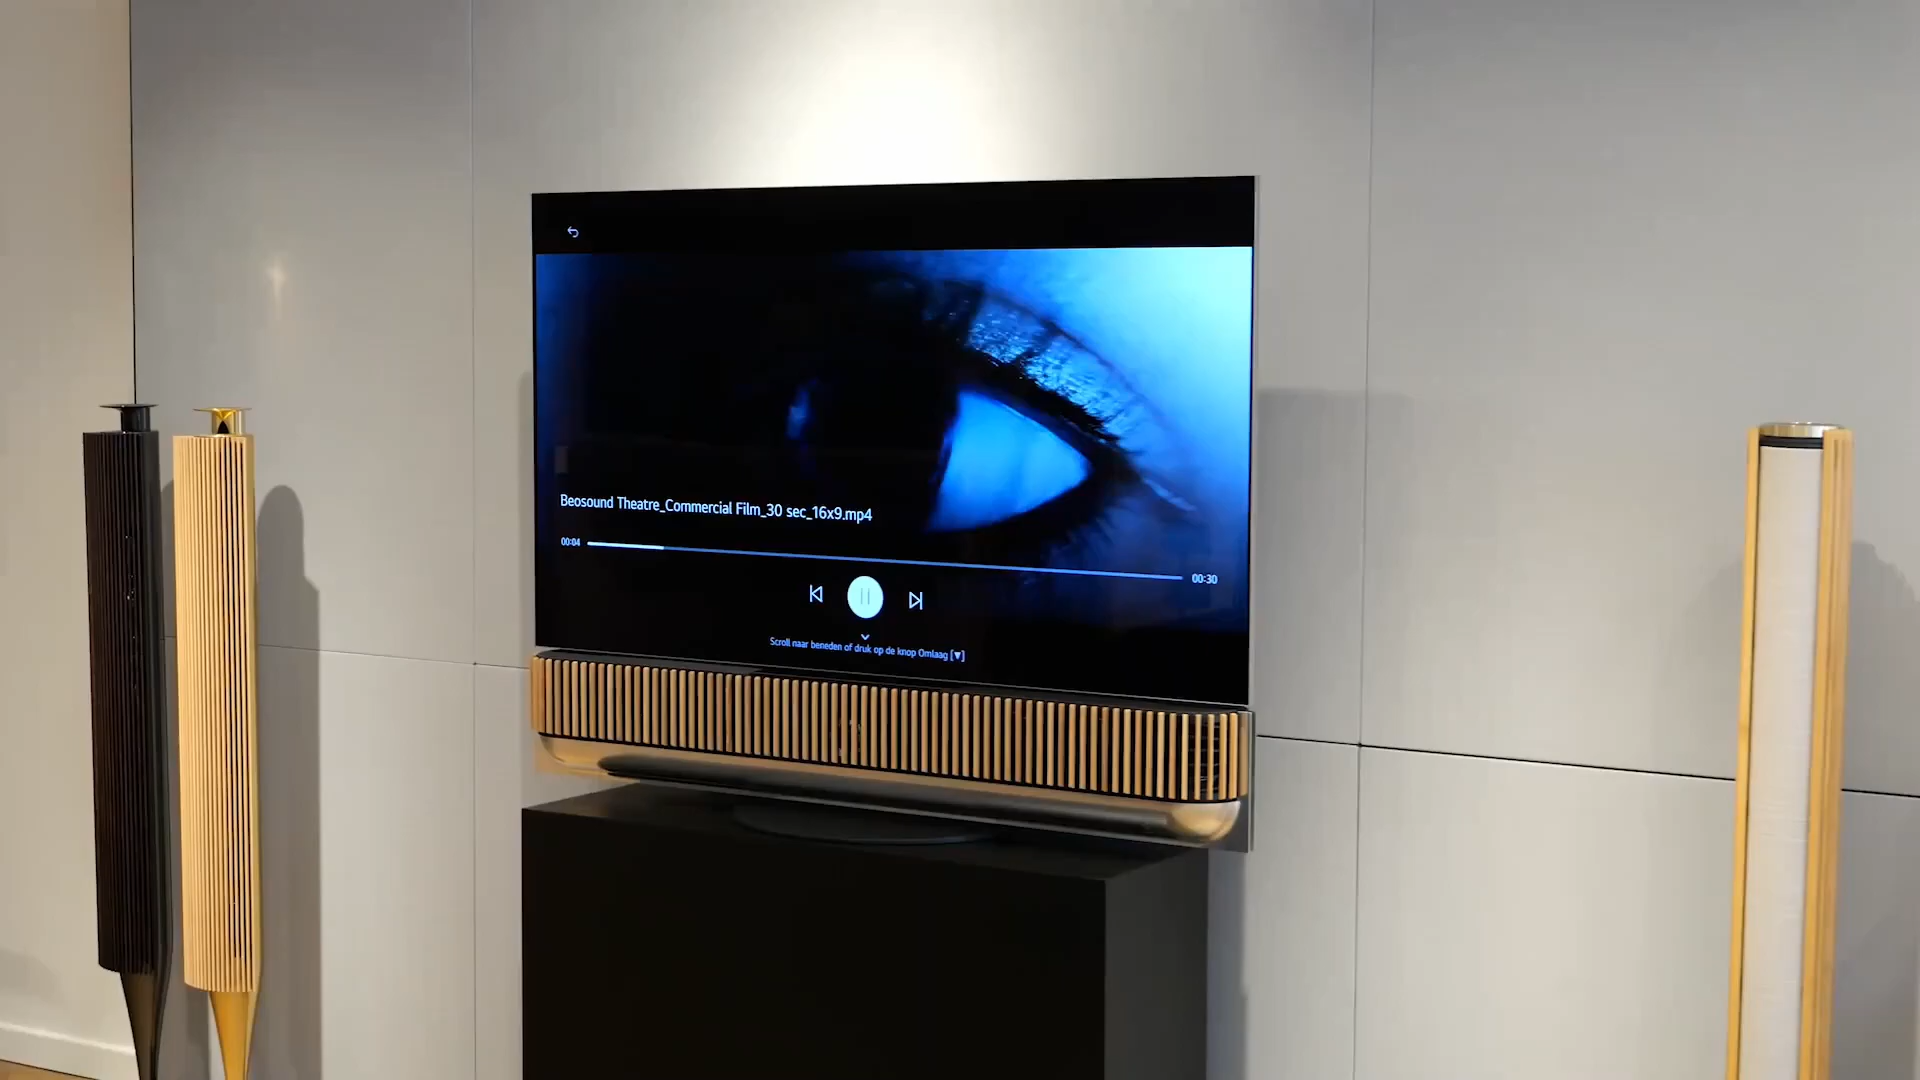 Beosound Theatre_Commercial Film_30 sec_16x9.mp4
00:04
00:30
Scroll naar beneden of druk op de knop Omlaag [▼]